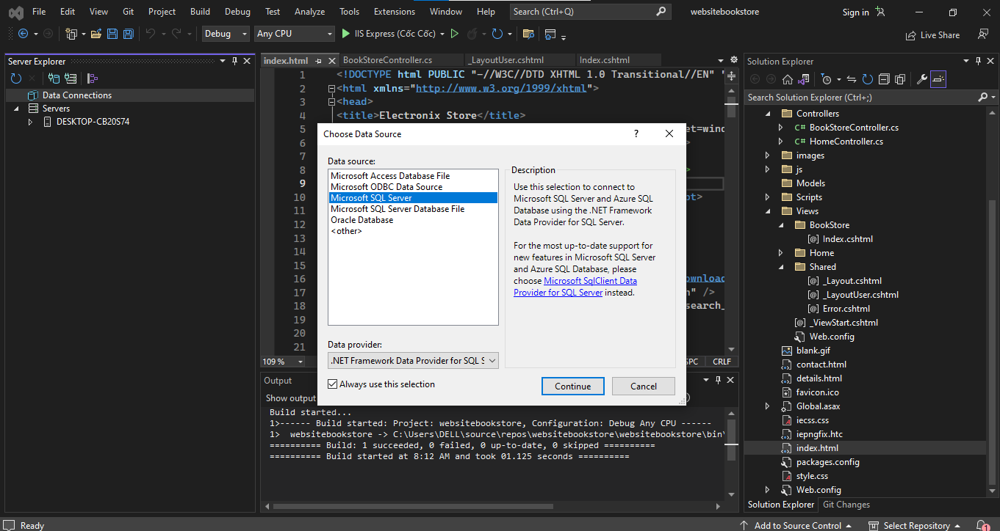 File Edit View Git Project Build Debug Test Analyze Tools Extensions Window Help Search (Ctrl+Q) websitebookstore Sign in
Debug Any CPU IIS Express (Cốc Cốc) Live Share
Server Explorer
Data Connections
Servers
DESKTOP-CB20S74
index.html BookStoreController.cs _LayoutUser.cshtml Index.cshtml
1 <!DOCTYPE html PUBLIC "-//W3C//DTD XHTML 1.0 Transitional//EN" "
2 <html xmlns="http://www.w3.org/1999/xhtml">
3 <head>
4 <title>Electronix Store</title>
5 et=wind
6 >
7
8 >
9
10 pt>
11
12
13
14
15
16 ownload
17 n" />
18 search_
19
20
21
109 % SPC CRLF
Choose Data Source ?
Data source:
Microsoft Access Database File
Microsoft ODBC Data Source
Microsoft SQL Server
Microsoft SQL Server Database File
Oracle Database
<other>
Data provider:
.NET Framework Data Provider for SQL S
Always use this selection
Description
Use this selection to connect to
Microsoft SQL Server and Azure SQL
Database using the .NET Framework
Data Provider for SQL Server.
For the most up-to-date support for
new features in Microsoft SQL Server
and Azure SQL Database, please
choose Microsoft SqlClient Data
Provider for SQL Server instead.
Continue Cancel
Output
Show output
Build started...
1>------ Build started: Project: websitebookstore, Configuration: Debug Any CPU ------
1>  websitebookstore -> C:\Users\DELL\source\repos\websitebookstore\websitebookstore\bin\
========== Build: 1 succeeded, 0 failed, 0 up-to-date, 0 skipped ==========
========== Build started at 8:12 AM and took 01.125 seconds ==========
Solution Explorer
Search Solution Explorer (Ctrl+;)
Controllers
C# BookStoreController.cs
C# HomeController.cs
images
js
Models
Scripts
Views
BookStore
[@] Index.cshtml
Home
Shared
[@] _Layout.cshtml
[@] _LayoutUser.cshtml
[@] Error.cshtml
[@] _ViewStart.cshtml
Web.config
blank.gif
contact.html
details.html
favicon.ico
Global.asax
iecss.css
iepngfix.htc
index.html
packages.config
style.css
Web.config
Solution Explorer Git Changes
Ready Add to Source Control Select Repository 1